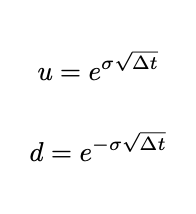 u = e^{σ√Δt}
d = e^{-σ√Δt}